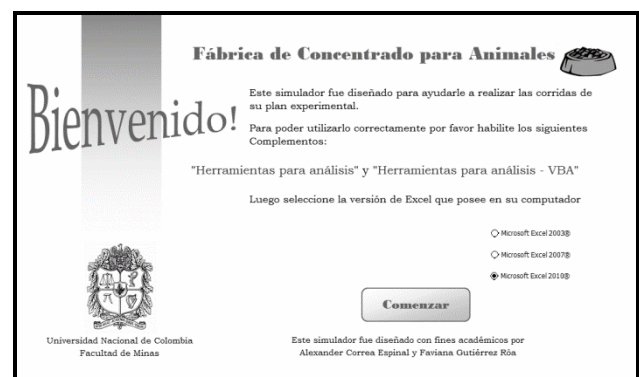 Fábrica de Concentrado para Animales
Bienvenido!
Este simulador fue diseñado para ayudarle a realizar las corridas de
su plan experimental.
Para poder utilizarlo correctamente por favor habilite los siguientes
Complementos:
"Herramientas para análisis" y "Herramientas para análisis - VBA"
Luego seleccione la versión de Excel que posee en su computador
Microsoft Excel 2003®
Microsoft Excel 2007®
Microsoft Excel 2010®
Comenzar
Universidad Nacional de Colombia
Facultad de Minas
Este simulador fue diseñado con fines académicos por
Alexander Correa Espinal y Faviana Gutiérrez Róa